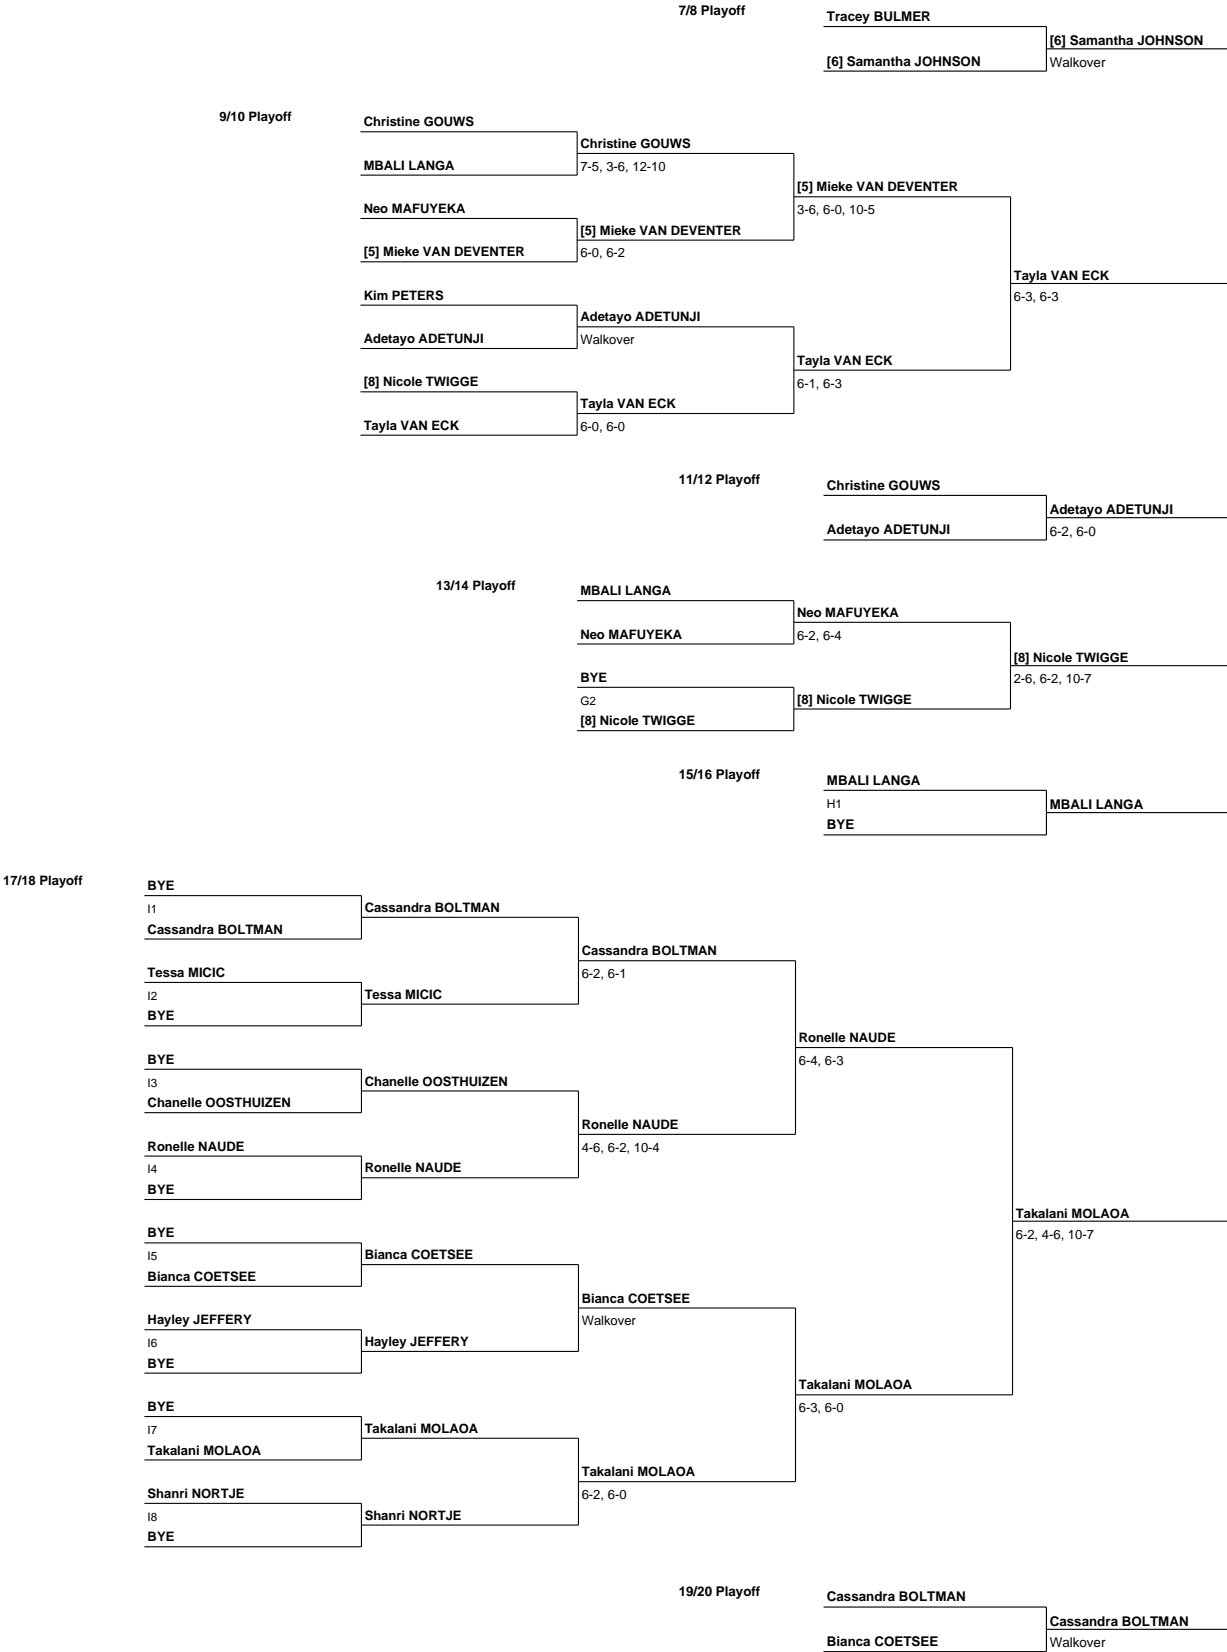 7/8 Playoff
Tracey BULMER
[6] Samantha JOHNSON
[6] Samantha JOHNSON
Walkover
9/10 Playoff
Christine GOUWS
Christine GOUWS
MBALI LANGA
7-5, 3-6, 12-10
[5] Mieke VAN DEVENTER
Neo MAFUYEKA
3-6, 6-0, 10-5
[5] Mieke VAN DEVENTER
[5] Mieke VAN DEVENTER
6-0, 6-2
Tayla VAN ECK
Kim PETERS
6-3, 6-3
Adetayo ADETUNJI
Adetayo ADETUNJI
Walkover
Tayla VAN ECK
[8] Nicole TWIGGE
6-1, 6-3
Tayla VAN ECK
Tayla VAN ECK
6-0, 6-0
11/12 Playoff
Christine GOUWS
Adetayo ADETUNJI
Adetayo ADETUNJI
6-2, 6-0
13/14 Playoff
MBALI LANGA
Neo MAFUYEKA
Neo MAFUYEKA
6-2, 6-4
[8] Nicole TWIGGE
BYE
2-6, 6-2, 10-7
G2
[8] Nicole TWIGGE
[8] Nicole TWIGGE
15/16 Playoff
MBALI LANGA
H1
MBALI LANGA
BYE
17/18 Playoff
BYE
I1
Cassandra BOLTMAN
Cassandra BOLTMAN
Cassandra BOLTMAN
Tessa MICIC
6-2, 6-1
I2
Tessa MICIC
BYE
Ronelle NAUDE
BYE
6-4, 6-3
I3
Chanelle OOSTHUIZEN
Chanelle OOSTHUIZEN
Ronelle NAUDE
Ronelle NAUDE
4-6, 6-2, 10-4
I4
Ronelle NAUDE
BYE
Takalani MOLAOA
BYE
6-2, 4-6, 10-7
I5
Bianca COETSEE
Bianca COETSEE
Bianca COETSEE
Hayley JEFFERY
Walkover
I6
Hayley JEFFERY
BYE
Takalani MOLAOA
BYE
6-3, 6-0
I7
Takalani MOLAOA
Takalani MOLAOA
Takalani MOLAOA
Shanri NORTJE
6-2, 6-0
I8
Shanri NORTJE
BYE
19/20 Playoff
Cassandra BOLTMAN
Cassandra BOLTMAN
Bianca COETSEE
Walkover